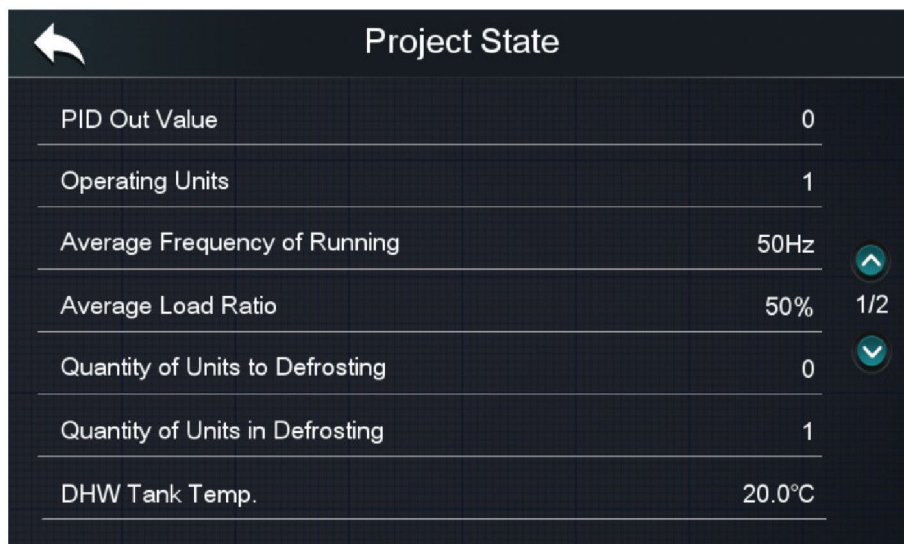 Project State
PID Out Value 0
Operating Units 1
Average Frequency of Running 50Hz
Average Load Ratio 50% 1/2
Quantity of Units to Defrosting 0
Quantity of Units in Defrosting 1
DHW Tank Temp. 20.0℃